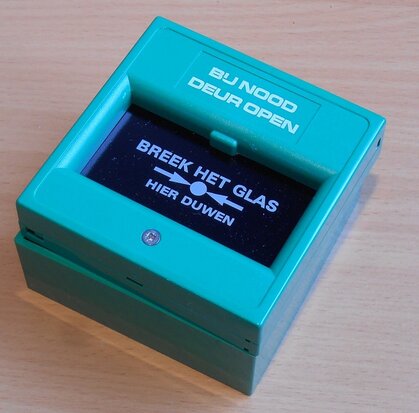 BIJ NOOD
DEUR OPEN
BREEK HET GLAS
HIER DUWEN